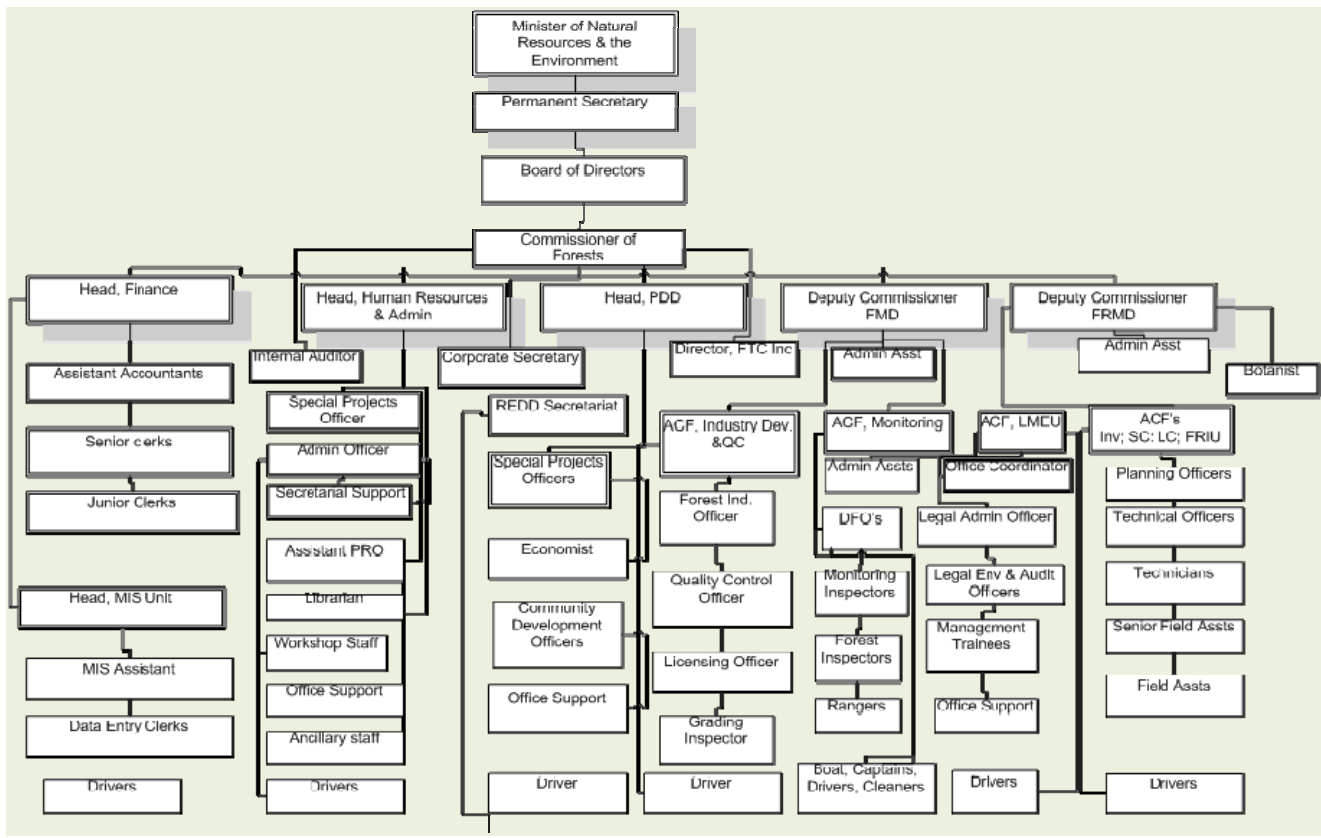 Minister of Natural
Resources & the
Environment
Permanent Secretary
Board of Directors
Commissioner of
Forests
Head, Finance
Head, Human Resources
& Admin
Head, PDD
Deputy Commissioner
FMD
Deputy Commissioner
FRMD
Internal Auditor
Corporate Secretary
Director, FTC Inc
Admin Asst
Admin Asst
Botanist
Assistant Accountants
Senior clerks
Junior Clerks
Head, MIS Unit
MIS Assistant
Data Entry Clerks
Drivers
Special Projects
Officer
Admin Officer
Secretarial Support
Assistant PRO
Librarian
Workshop Staff
Office Support
Ancillary staff
Drivers
REDD Secretariat
Special Projects
Officers
Economist
Community
Development
Officers
Office Support
Driver
ACF, Industry Dev.
&QC
Forest Ind.
Officer
Quality Control
Officer
Licensing Officer
Grading
Inspector
Driver
ACF, Monitoring
Admin Assts
DFO's
Monitoring
Inspectors
Forest
Inspectors
Rangers
Boat, Captains,
Drivers, Cleaners
ACF, LMEU
Office Coordinator
Legal Admin Officer
Legal Env & Audit
Officers
Management
Trainees
Office Support
Drivers
ACF's
Inv; SC: LC; FRIU
Planning Officers
Technical Officers
Technicians
Senior Field Assts
Field Assts
Drivers